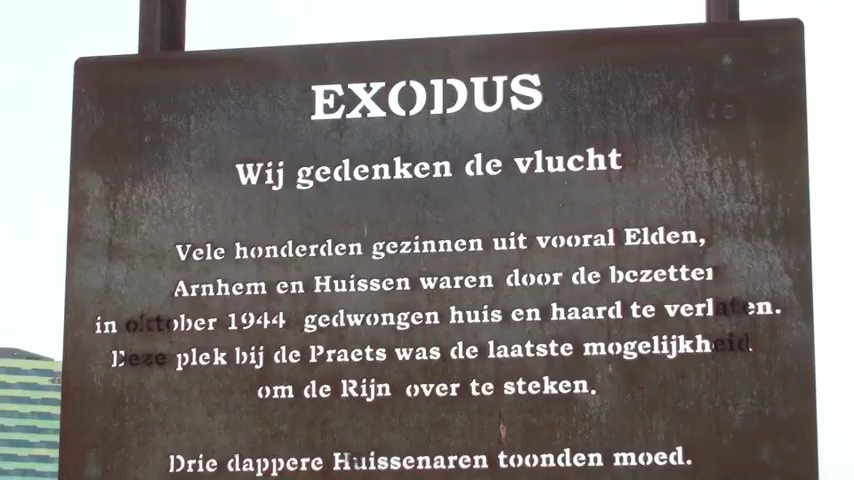 EXODUS
Wij gedenken de vlucht
Vele honderden gezinnen uit vooral Elden,
Arnhem en Huissen waren door de bezetter
in oktober 1944 gedwongen huis en haard te verlaten.
Deze plek bij de Praets was de laatste mogelijkheid
om de Rijn over te steken.
Drie dappere Huissenaren toonden moed.